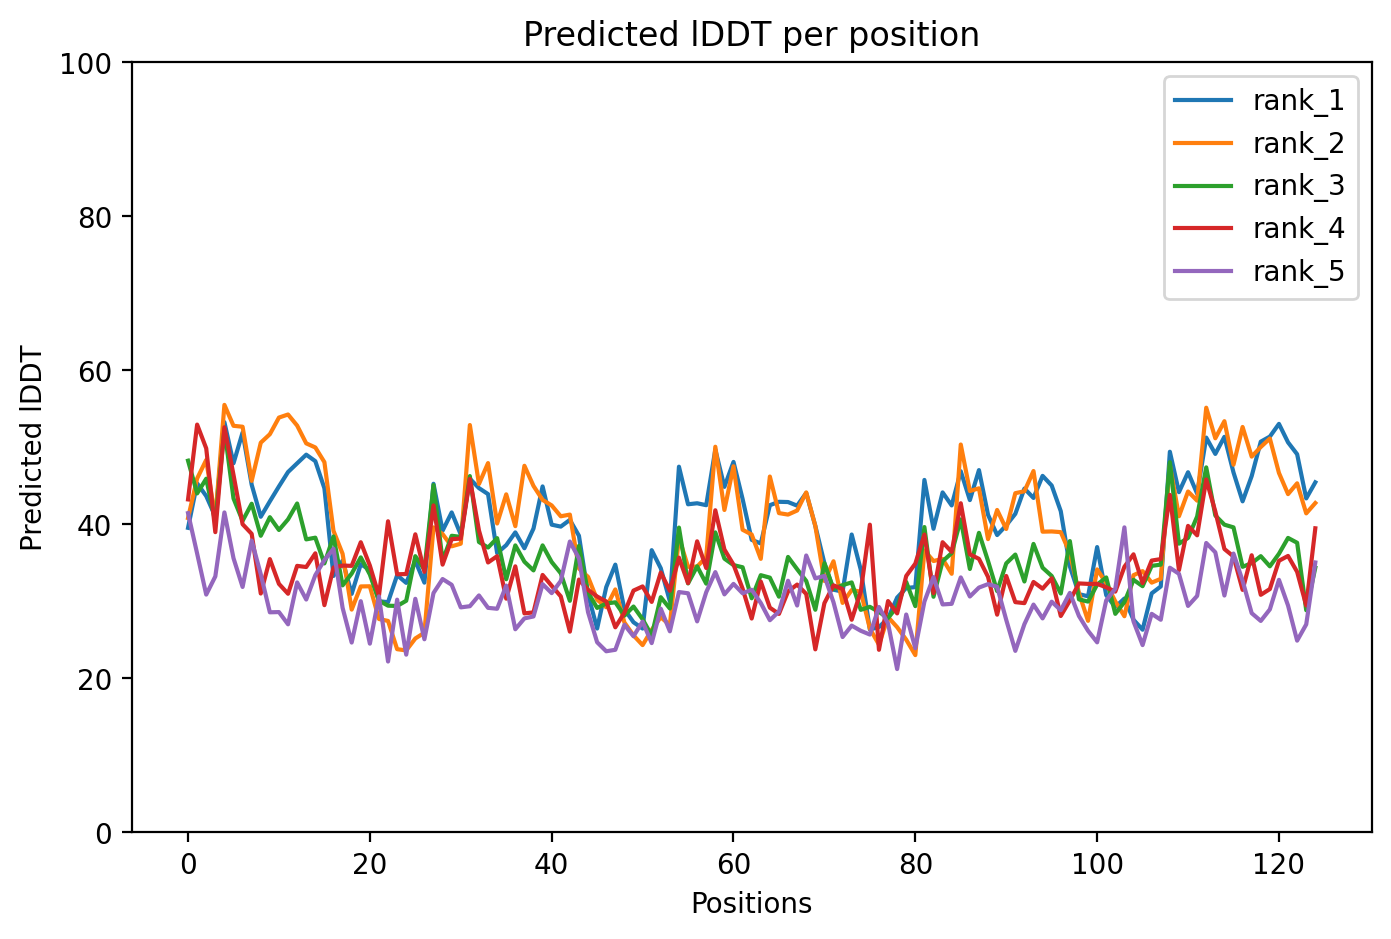 Predicted lDDT per position
100
80
60
40
20
0
Predicted lDDT
0 20 40 60 80 100 120
Positions
rank_1
rank_2
rank_3
rank_4
rank_5